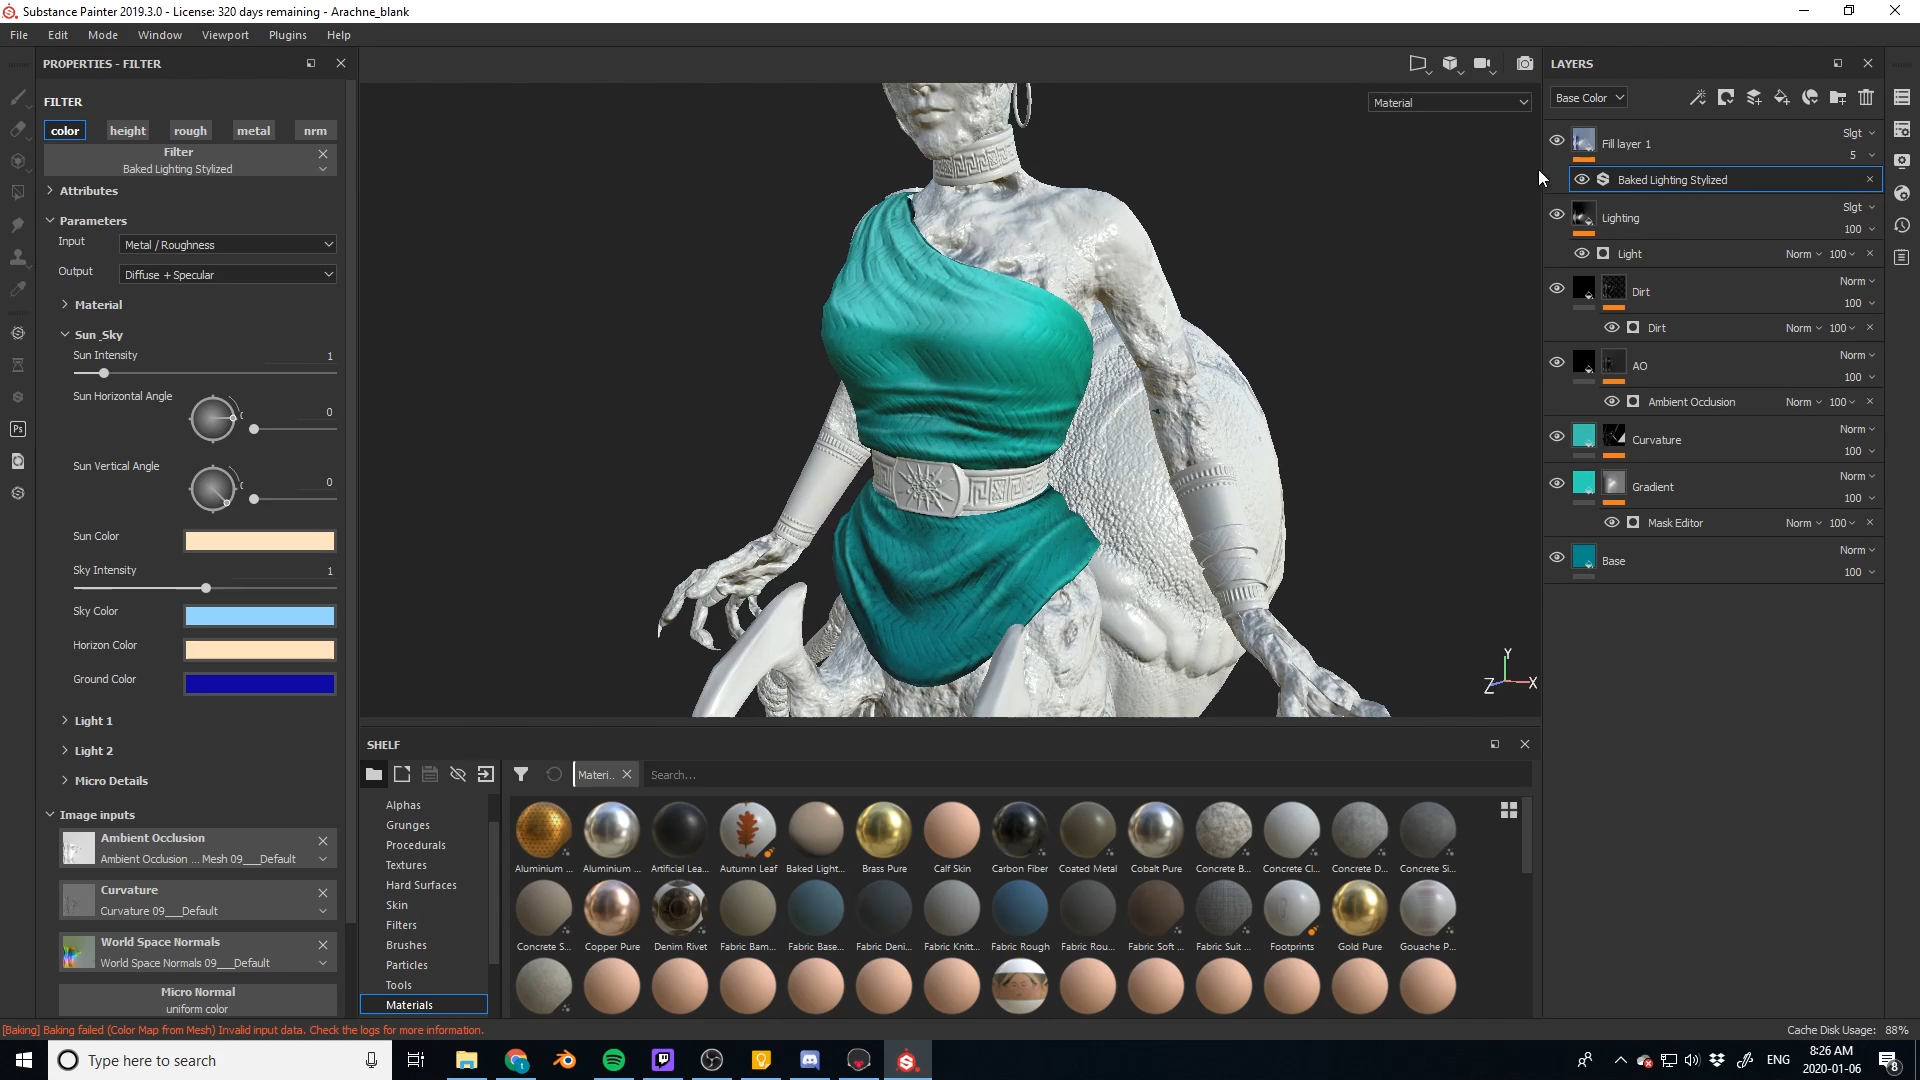 Substance Painter 2019.3.0 - License: 320 days remaining - Arachne_blank
File Edit Mode Window Viewport Plugins Help
PROPERTIES - FILTER
FILTER
color height rough metal nrm
Filter
Baked Lighting Stylized
Attributes
Parameters
Input Metal / Roughness
Output Diffuse + Specular
Material
Sun_Sky
Sun Intensity 1
Sun Horizontal Angle 0
Sun Vertical Angle 0
Sun Color
Sky Intensity 1
Sky Color
Horizon Color
Ground Color
Light 1
Light 2
Micro Details
Image inputs
Ambient Occlusion
Ambient Occlusion ... Mesh 09___Default
Curvature
Curvature 09___Default
World Space Normals
World Space Normals 09___Default
Micro Normal
uniform color
Ps
Material
Y
Z X
SHELF
Materi.. Search...
Alphas
Grunges
Procedurals
Textures
Hard Surfaces
Skin
Filters
Brushes
Particles
Tools
Materials
Aluminium ... Aluminium ... Artificial Lea... Autumn Leaf Baked Light... Brass Pure Calf Skin Carbon Fiber Coated Metal Cobalt Pure Concrete B... Concrete Cl... Concrete D... Concrete Si...
Concrete S... Copper Pure Denim Rivet Fabric Bam... Fabric Base... Fabric Deni... Fabric Knitt... Fabric Rough Fabric Rou... Fabric Soft ... Fabric Suit ... Footprints Gold Pure Gouache P...
LAYERS
Base Color
Slgt
Fill layer 1
5
Baked Lighting Stylized
Slgt
Lighting
100
Light Norm 100
Norm
Dirt
100
Dirt Norm 100
Norm
AO
100
Ambient Occlusion Norm 100
Norm
Curvature
100
Norm
Gradient
100
Mask Editor Norm 100
Norm
Base
100
[Baking] Baking failed (Color Map from Mesh) Invalid input data. Check the logs for more information.
Cache Disk Usage: 88%
Type here to search
ENG
8:26 AM
2020-01-06
8